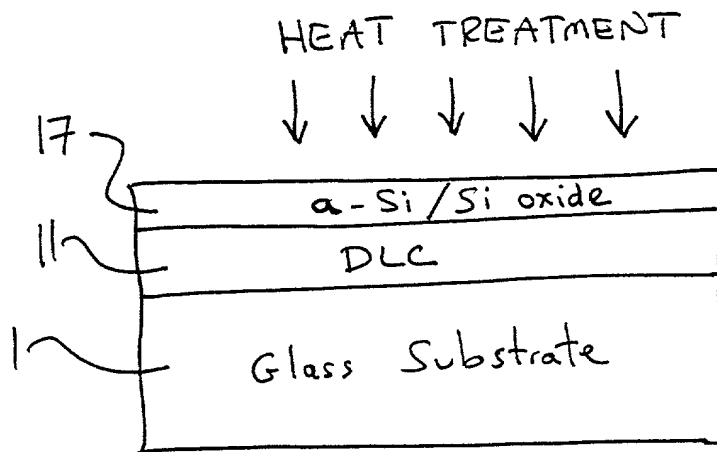 HEAT TREATMENT
17
a-Si/Si oxide
11
DLC
1
Glass Substrate